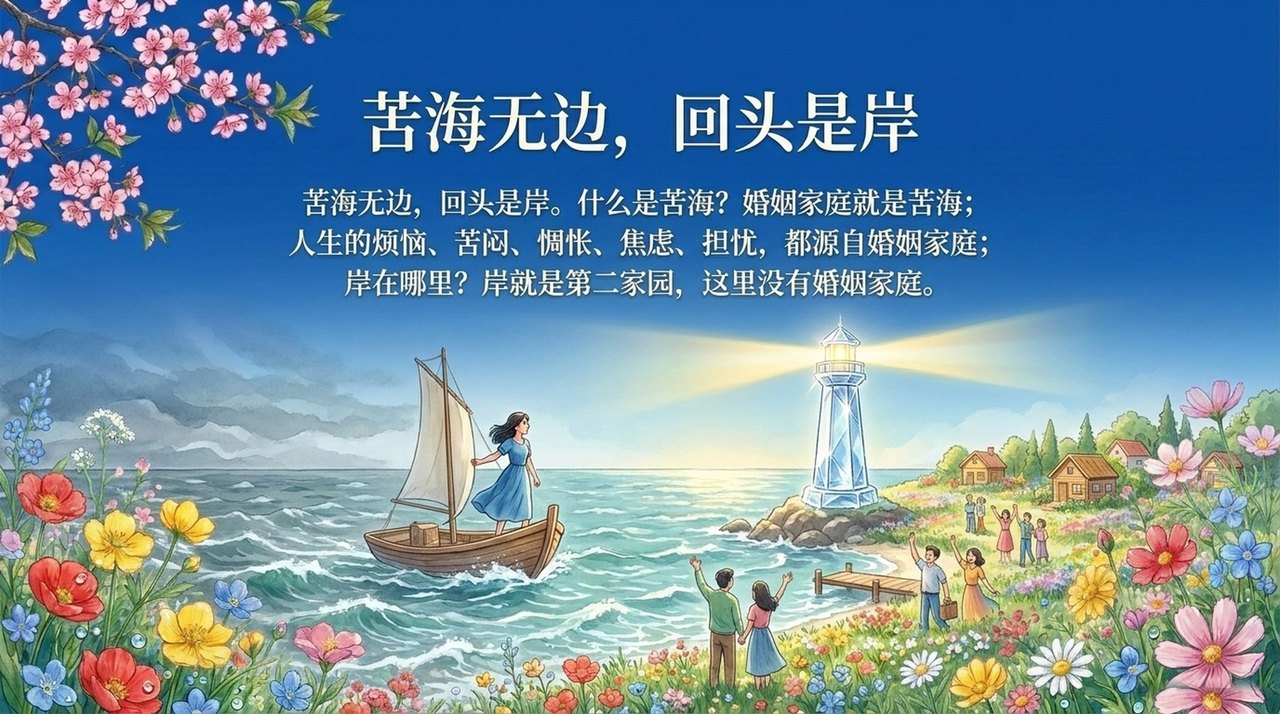 苦海无边，回头是岸
苦海无边，回头是岸。什么是苦海？婚姻家庭就是苦海；
人生的烦恼、苦闷、惆怅、焦虑、担忧，都源自婚姻家庭；
岸在哪里？岸就是第二家园，这里没有婚姻家庭。